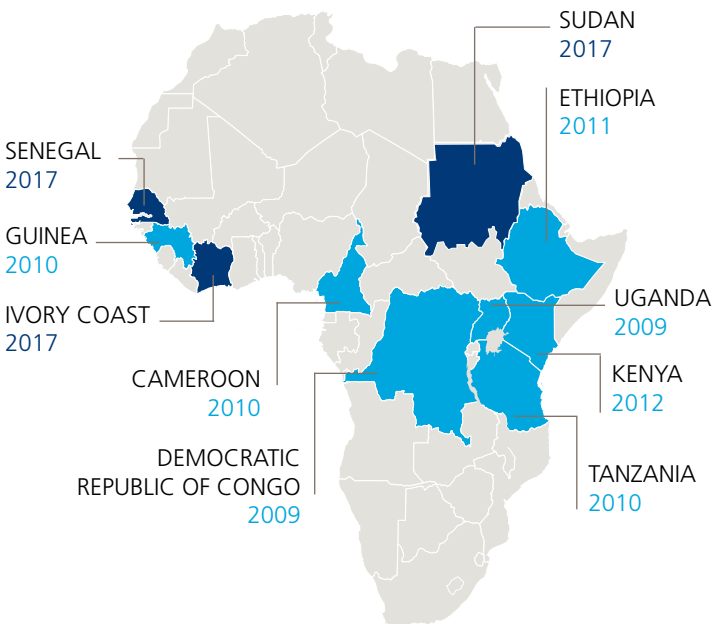 SUDAN
2017
ETHIOPIA
2011
SENEGAL
2017
GUINEA
2010
IVORY COAST
2017
UGANDA
2009
CAMEROON
2010
KENYA
2012
DEMOCRATIC
REPUBLIC OF CONGO
2009
TANZANIA
2010